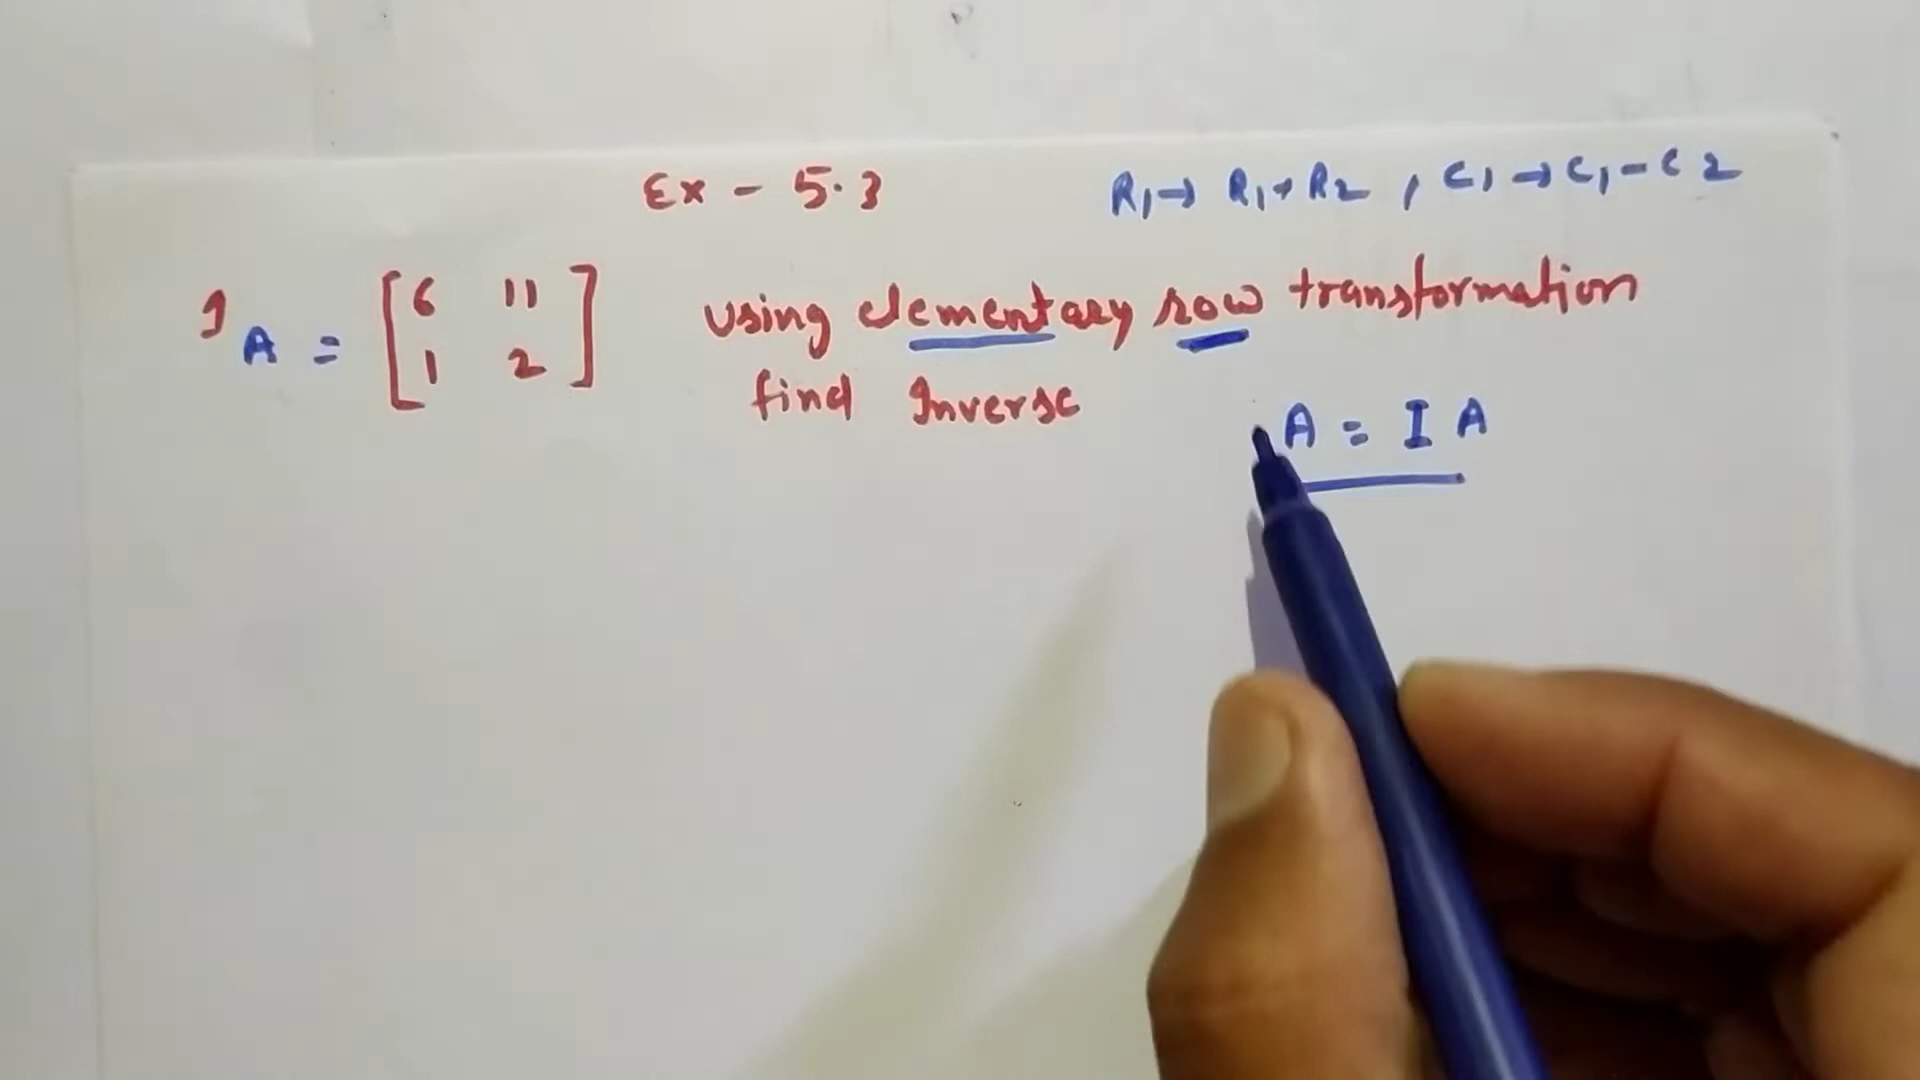 Ex - 5.3
R1→ R1+R2 , C1→C1-C2
1 A = [6 11 using elementary row transformation
1 2]
find Inverse
A = I A